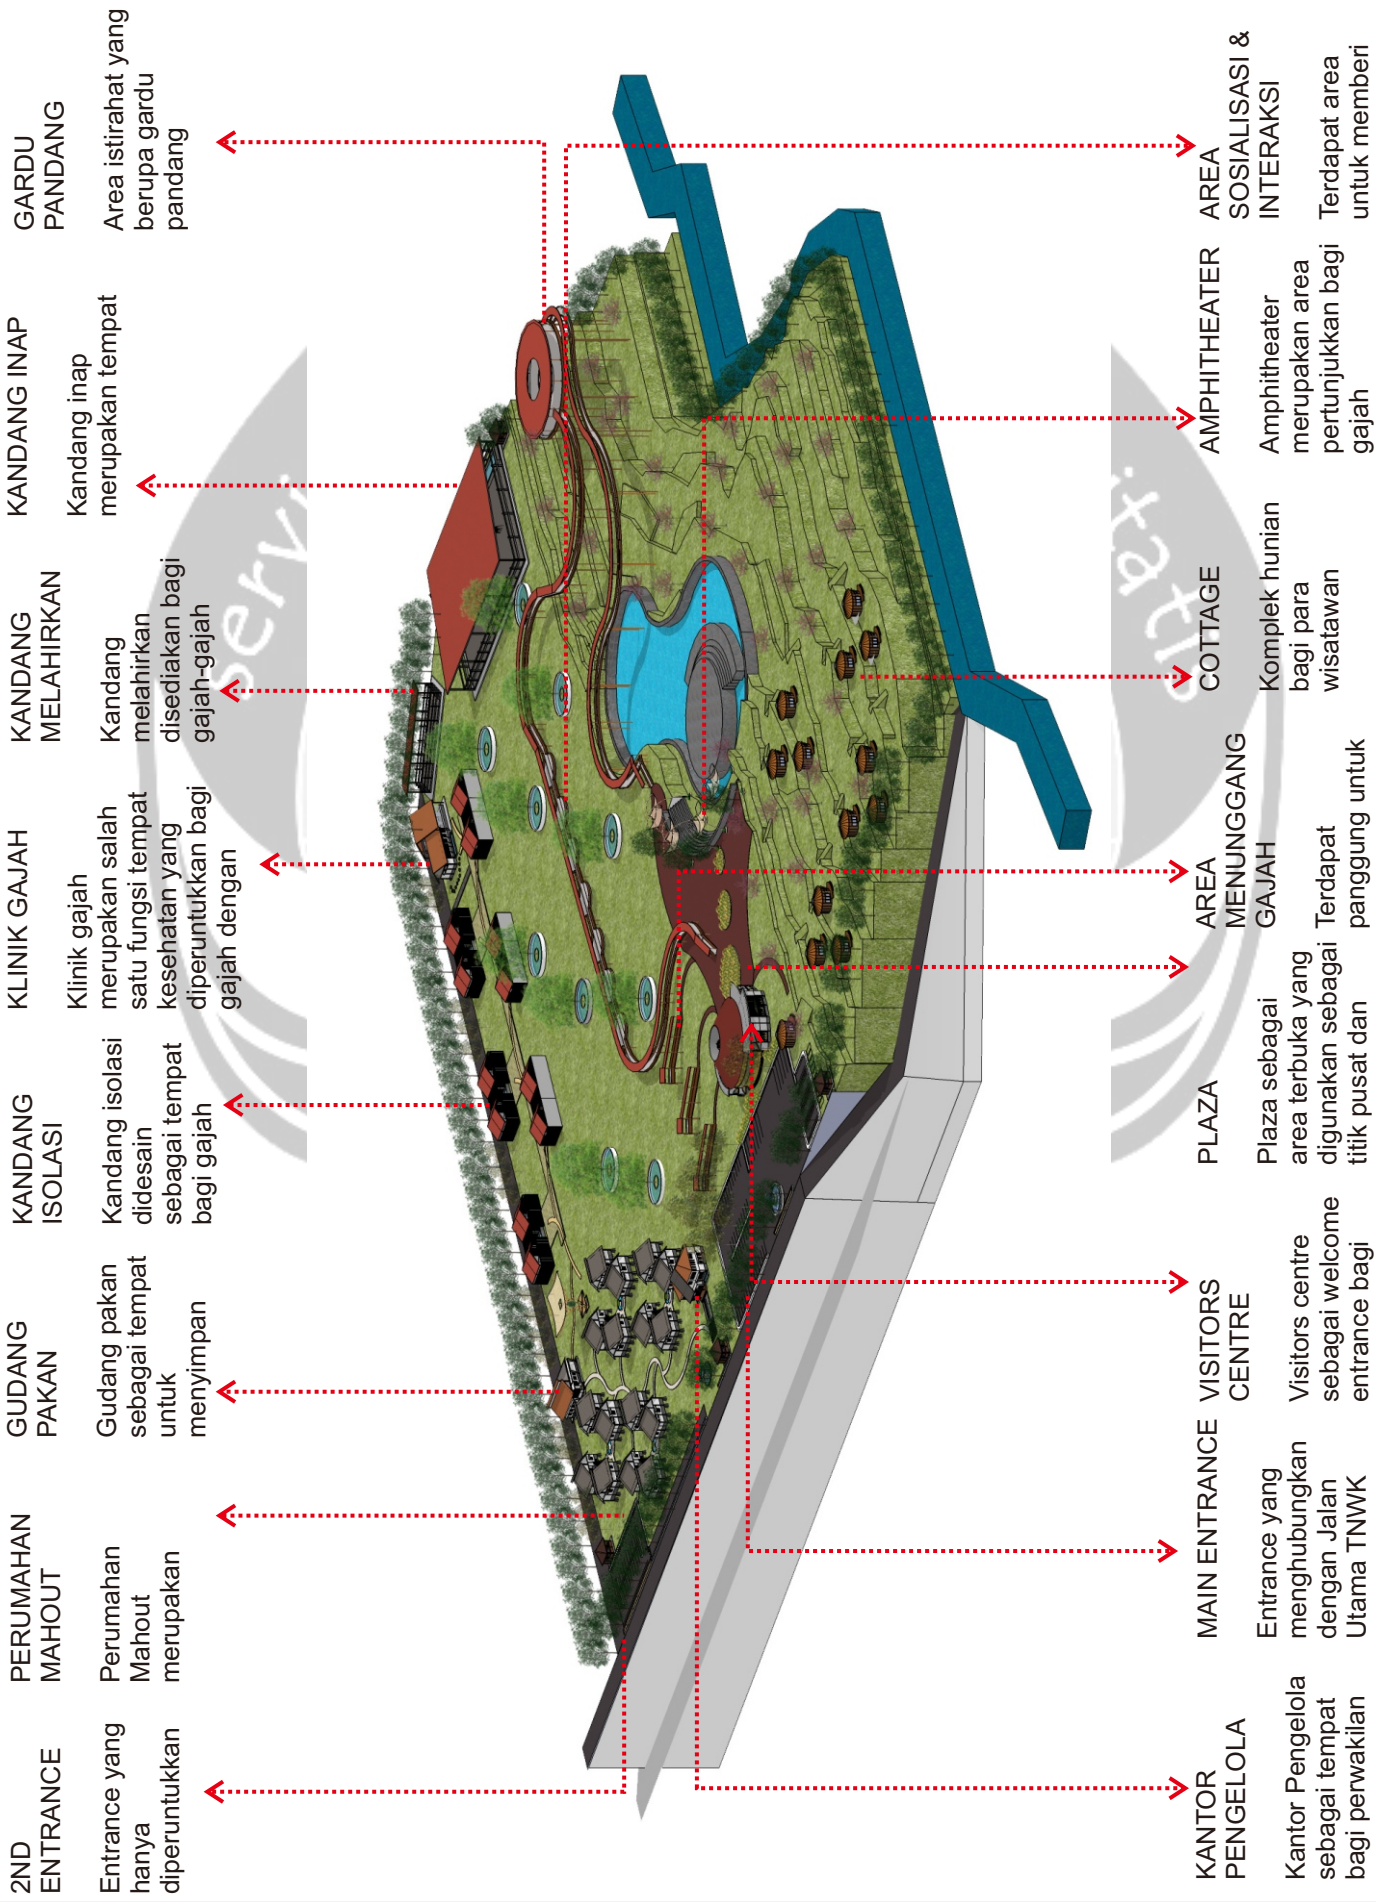 2ND
ENTRANCE
Entrance yang
hanya
diperuntukkan
PERUMAHAN
MAHOUT
Perumahan
Mahout
merupakan
GUDANG
PAKAN
Gudang pakan
sebagai tempat
untuk
menyimpan
KANDANG
ISOLASI
Kandang isolasi
didesain
sebagai tempat
bagi gajah
KLINIK GAJAH
Klinik gajah
merupakan salah
satu fungsi tempat
kesehatan yang
diperuntukkan bagi
gajah dengan
KANDANG
MELAHIRKAN
Kandang
melahirkan
disediakan bagi
gajah-gajah
KANDANG INAP
Kandang inap
merupakan tempat
GARDU
PANDANG
Area istirahat yang
berupa gardu
pandang
KANTOR
PENGELOLA
Kantor Pengelola
sebagai tempat
bagi perwakilan
MAIN ENTRANCE
Entrance yang
menghubungkan
dengan Jalan
Utama TNWK
VISITORS
CENTRE
Visitors centre
sebagai welcome
entrance bagi
PLAZA
Plaza sebagai
area terbuka yang
digunakan sebagai
titik pusat dan
AREA
MENUNGGANG
GAJAH
Terdapat
panggung untuk
COTTAGE
Komplek hunian
bagi para
wisatawan
AMPHITHEATER
Amphitheater
merupakan area
pertunjukkan bagi
gajah
AREA
SOSIALISASI &
INTERAKSI
Terdapat area
untuk memberi